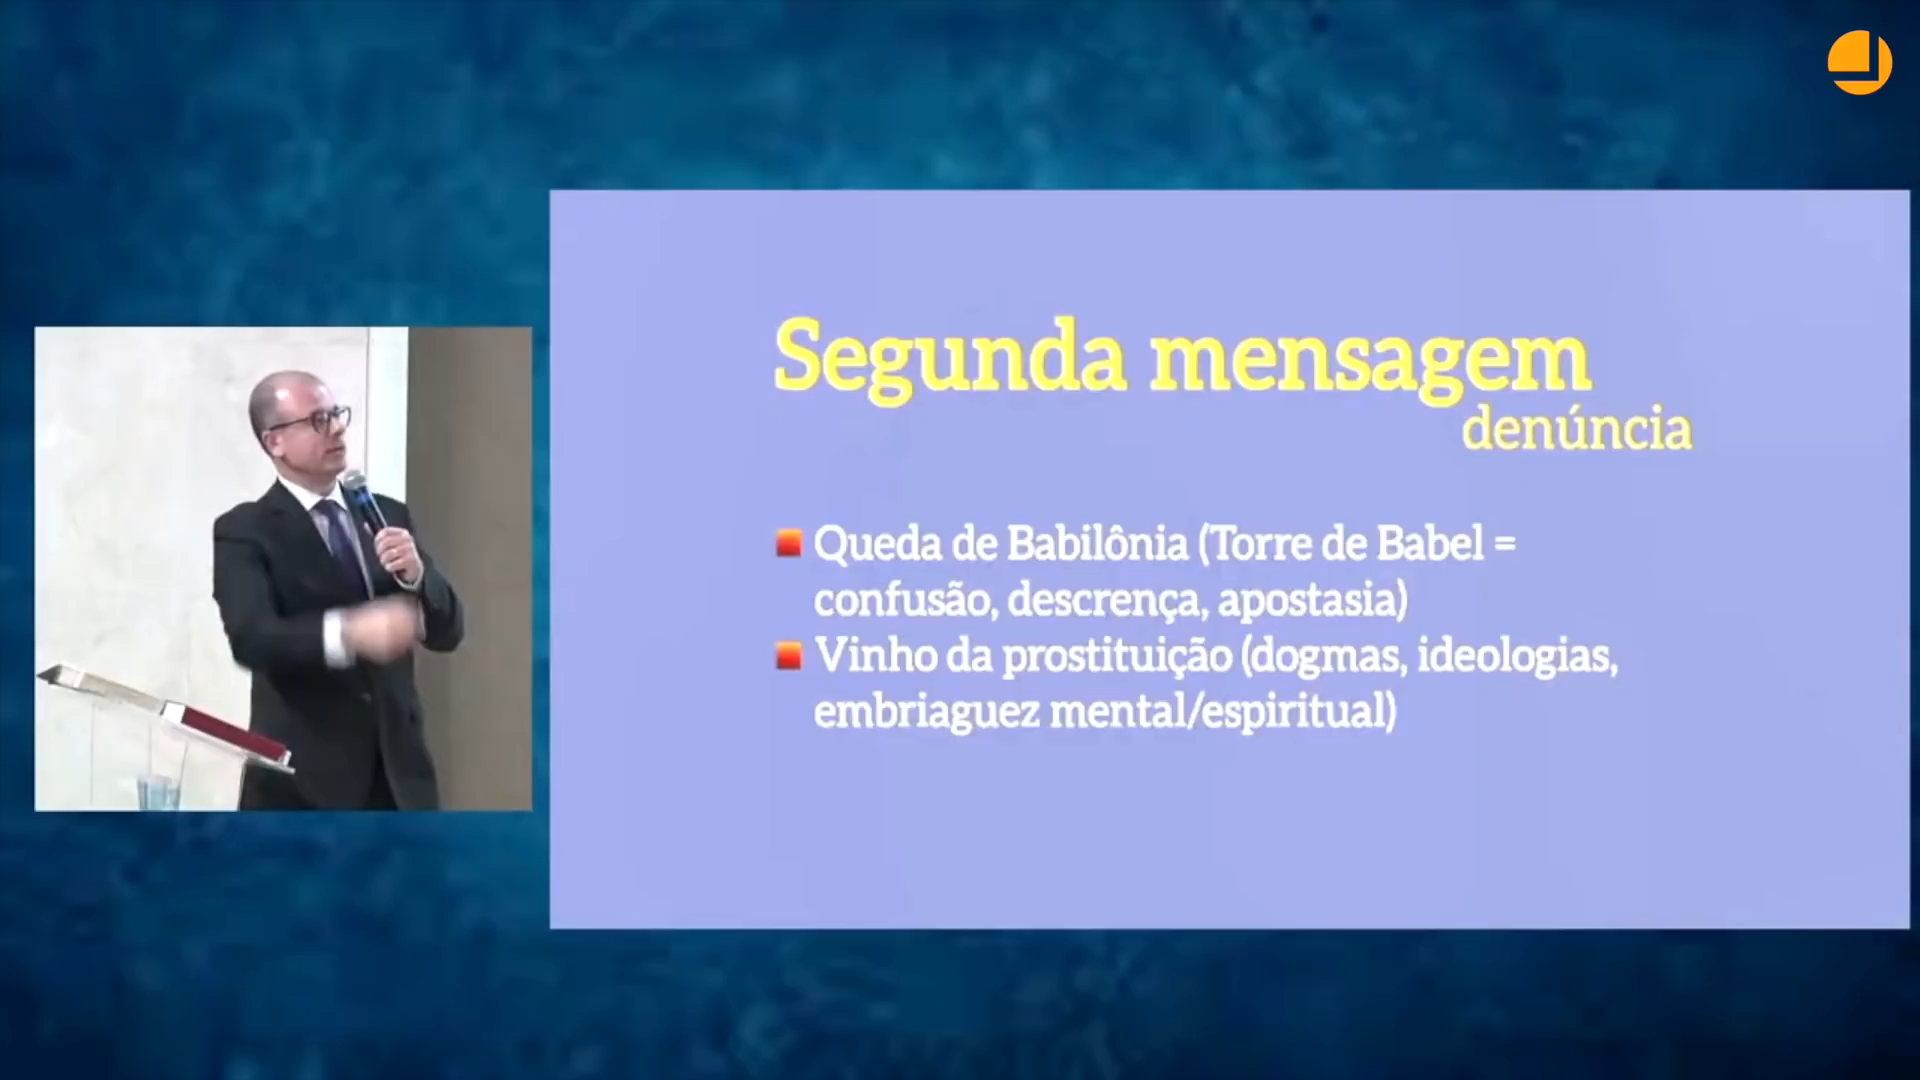 Segunda mensagem
denúncia
Queda de Babilônia (Torre de Babel =
confusão, descrença, apostasia)
Vinho da prostituição (dogmas, ideologias,
embriaguez mental/espiritual)